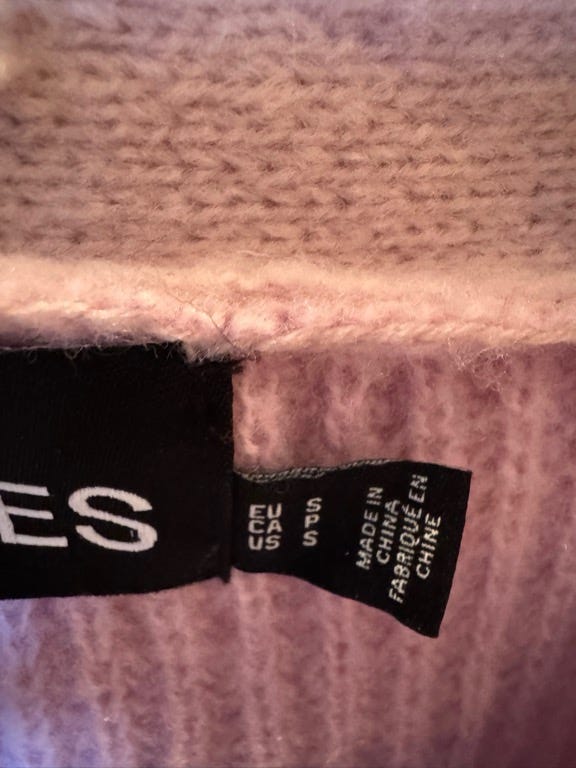 ES
EU S
CA P
US S
MADE IN
CHINA
FABRIQUÉ EN
CHINE